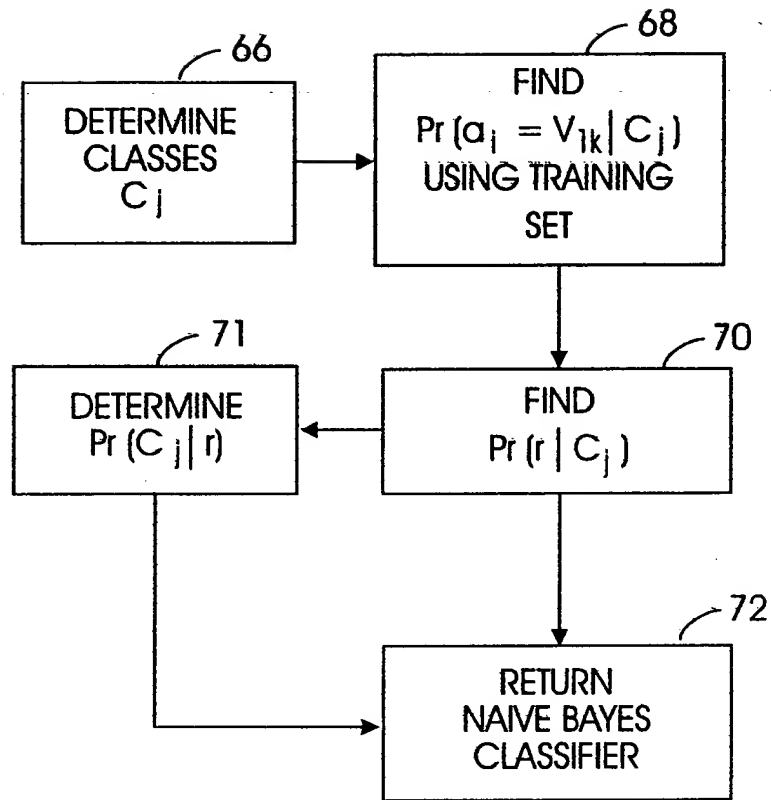 66
DETERMINE
CLASSES
C j
68
FIND
Pr (a i = V 1k | C j )
USING TRAINING
SET
71
DETERMINE
Pr (C j | r)
70
FIND
Pr (r | C j )
72
RETURN
NAIVE BAYES
CLASSIFIER